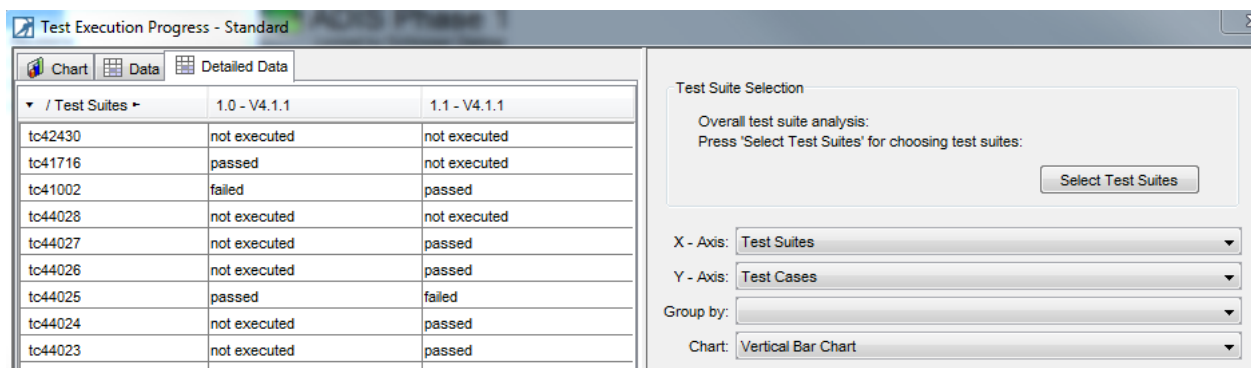 ADIS Phase 1
Test Execution Progress - Standard
Chart Data Detailed Data
/ Test Suites 1.0 - V4.1.1 1.1 - V4.1.1
tc42430 not executed not executed
tc41716 passed not executed
tc41002 failed passed
tc44028 not executed not executed
tc44027 not executed passed
tc44026 not executed passed
tc44025 passed failed
tc44024 not executed passed
tc44023 not executed passed
Test Suite Selection
Overall test suite analysis:
Press 'Select Test Suites' for choosing test suites:
Select Test Suites
X - Axis: Test Suites
Y - Axis: Test Cases
Group by:
Chart: Vertical Bar Chart